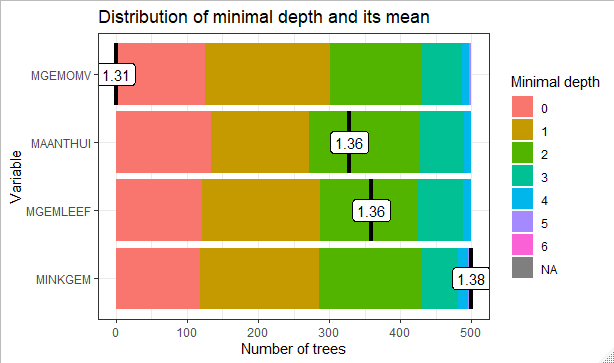 Distribution of minimal depth and its mean
Variable
MGEMOMV
MAANTHUI
MGEMLEEF
MINKGEM
1.31
1.36
1.36
1.38
0
100
200
300
400
500
Number of trees
Minimal depth
0
1
2
3
4
5
6
NA